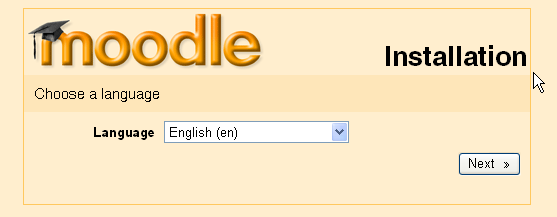 moodle
Installation
Choose a language
Language English (en)
Next »